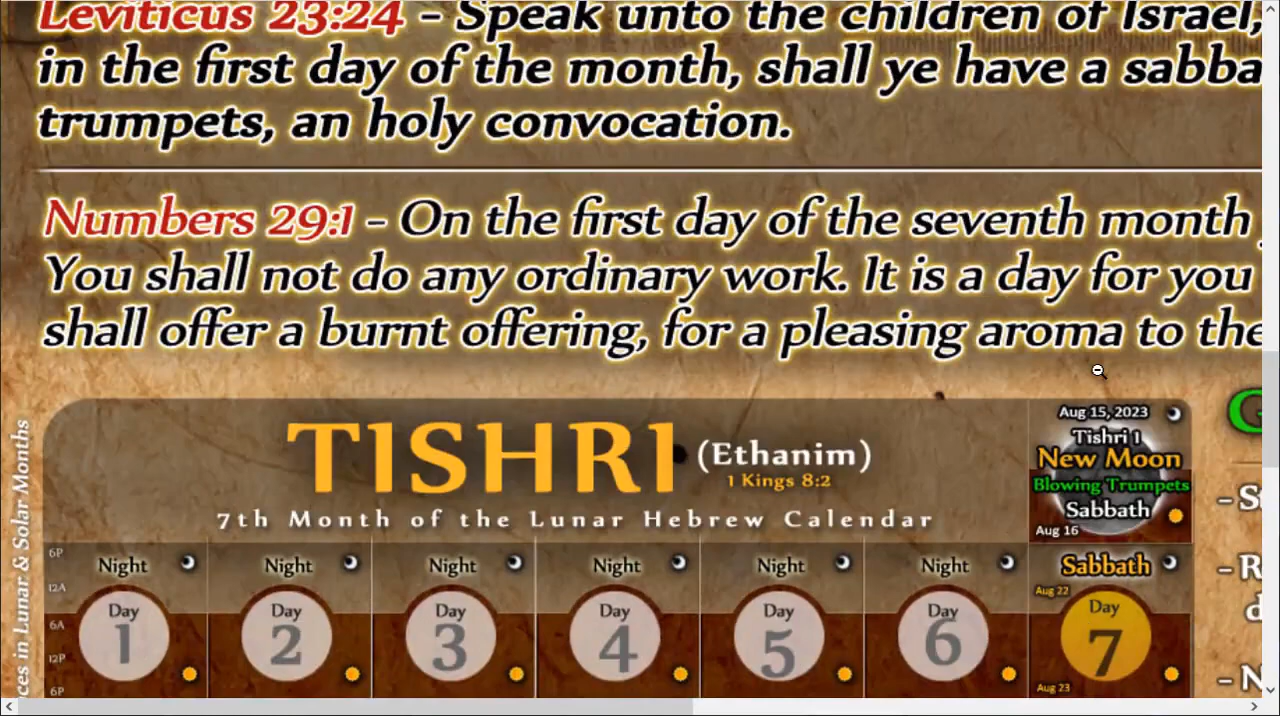 Leviticus 23:24 - Speak unto the children of Israel,
in the first day of the month, shall ye have a sabba
trumpets, an holy convocation.
Numbers 29:1 - On the first day of the seventh month
You shall not do any ordinary work. It is a day for you
shall offer a burnt offering, for a pleasing aroma to the
ces in Lunar & Solar Months
TISHRI (Ethanim)
1 Kings 8:2
7th Month of the Lunar Hebrew Calendar
Aug 15, 2023
Tishri 1
New Moon
Blowing Trumpets
Sabbath
Aug 16
G
- S
- R
d
- N
6P
12A
6A
12P
6P
Night
Day
1
Night
Day
2
Night
Day
3
Night
Day
4
Night
Day
5
Night
Day
6
Sabbath
Aug 22
Day
7
Aug 23